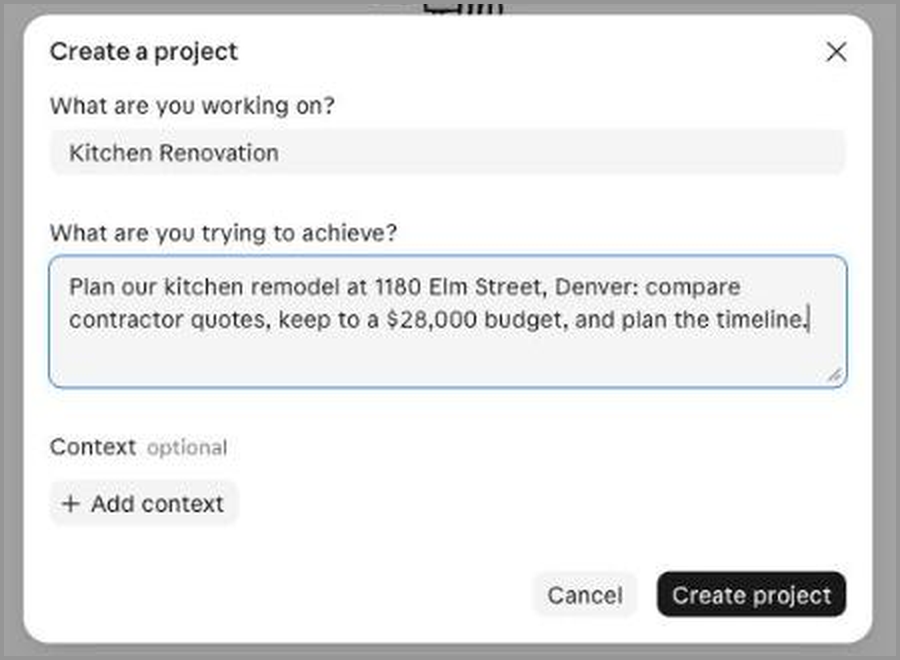 Create a project
What are you working on?
Kitchen Renovation
What are you trying to achieve?
Plan our kitchen remodel at 1180 Elm Street, Denver: compare
contractor quotes, keep to a $28,000 budget, and plan the timeline.
Context optional
+ Add context
Cancel
Create project